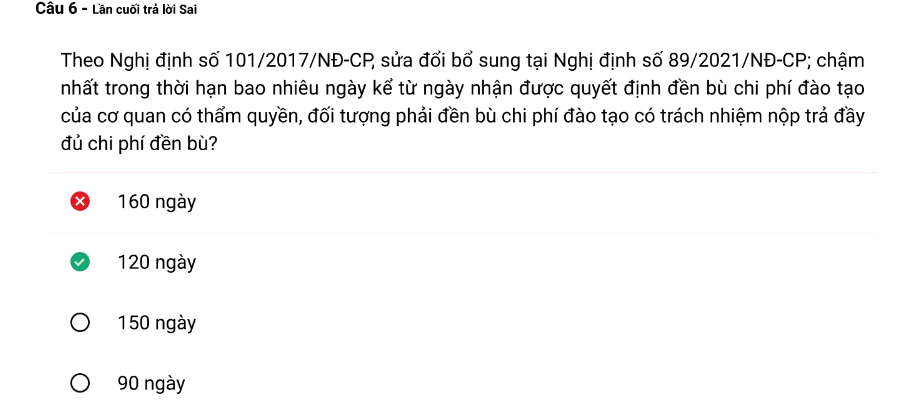 Câu 6 - Lần cuối trả lời Sai
Theo Nghị định số 101/2017/NĐ-CP, sửa đổi bổ sung tại Nghị định số 89/2021/NĐ-CP; chậm
nhất trong thời hạn bao nhiêu ngày kể từ ngày nhận được quyết định đền bù chi phí đào tạo
của cơ quan có thẩm quyền, đối tượng phải đền bù chi phí đào tạo có trách nhiệm nộp trả đầy
đủ chi phí đền bù?
160 ngày
120 ngày
150 ngày
90 ngày